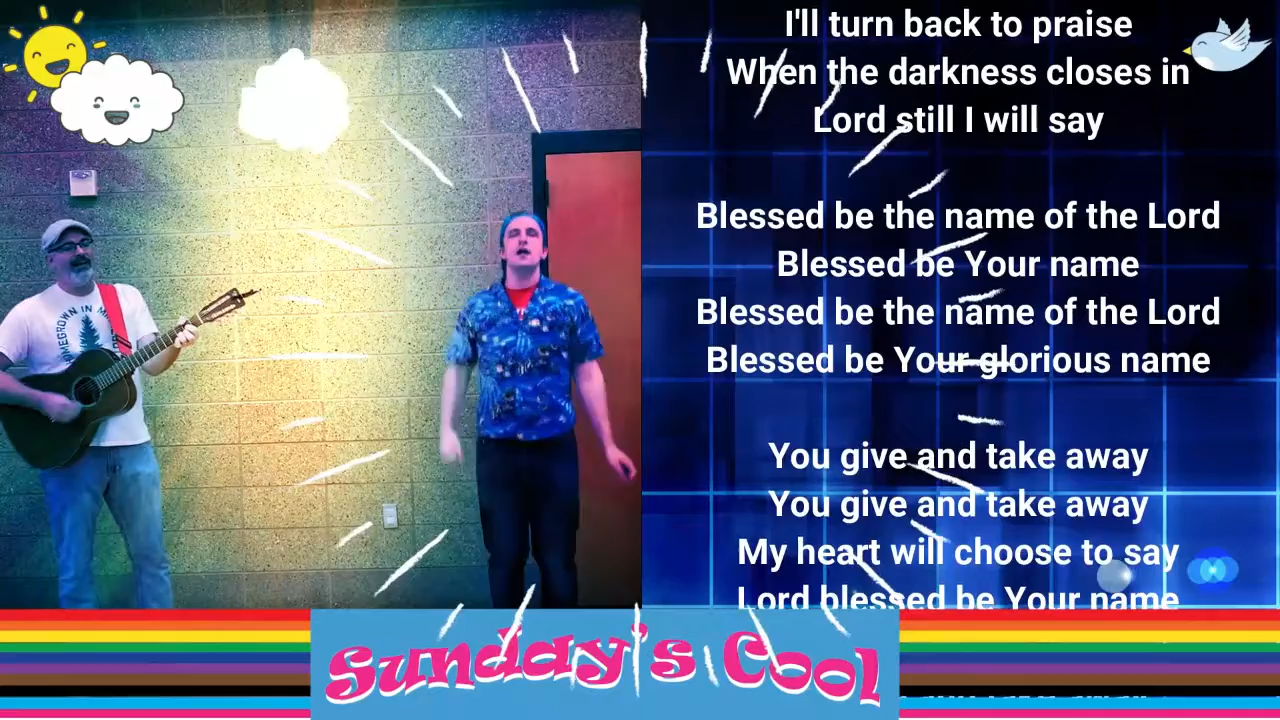 I'll turn back to praise
When the darkness closes in
Lord still I will say
Blessed be the name of the Lord
Blessed be Your name
Blessed be the name of the Lord
Blessed be Your glorious name
You give and take away
You give and take away
My heart will choose to say
Lord blessed be Your name
HOMEGROWN IN
Sunday's Cool